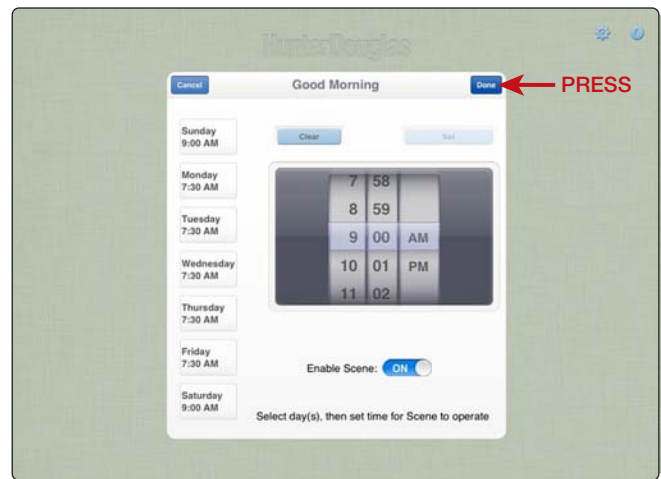 HunterDouglas
Cancel
Good Morning
Done
PRESS
Sunday
9:00 AM
Clear
Set
Monday
7:30 AM
Tuesday
7:30 AM
Wednesday
7:30 AM
Thursday
7:30 AM
Friday
7:30 AM
Saturday
9:00 AM
7 58
8 59
9 00 AM
10 01 PM
11 02
Enable Scene: ON
Select day(s), then set time for Scene to operate